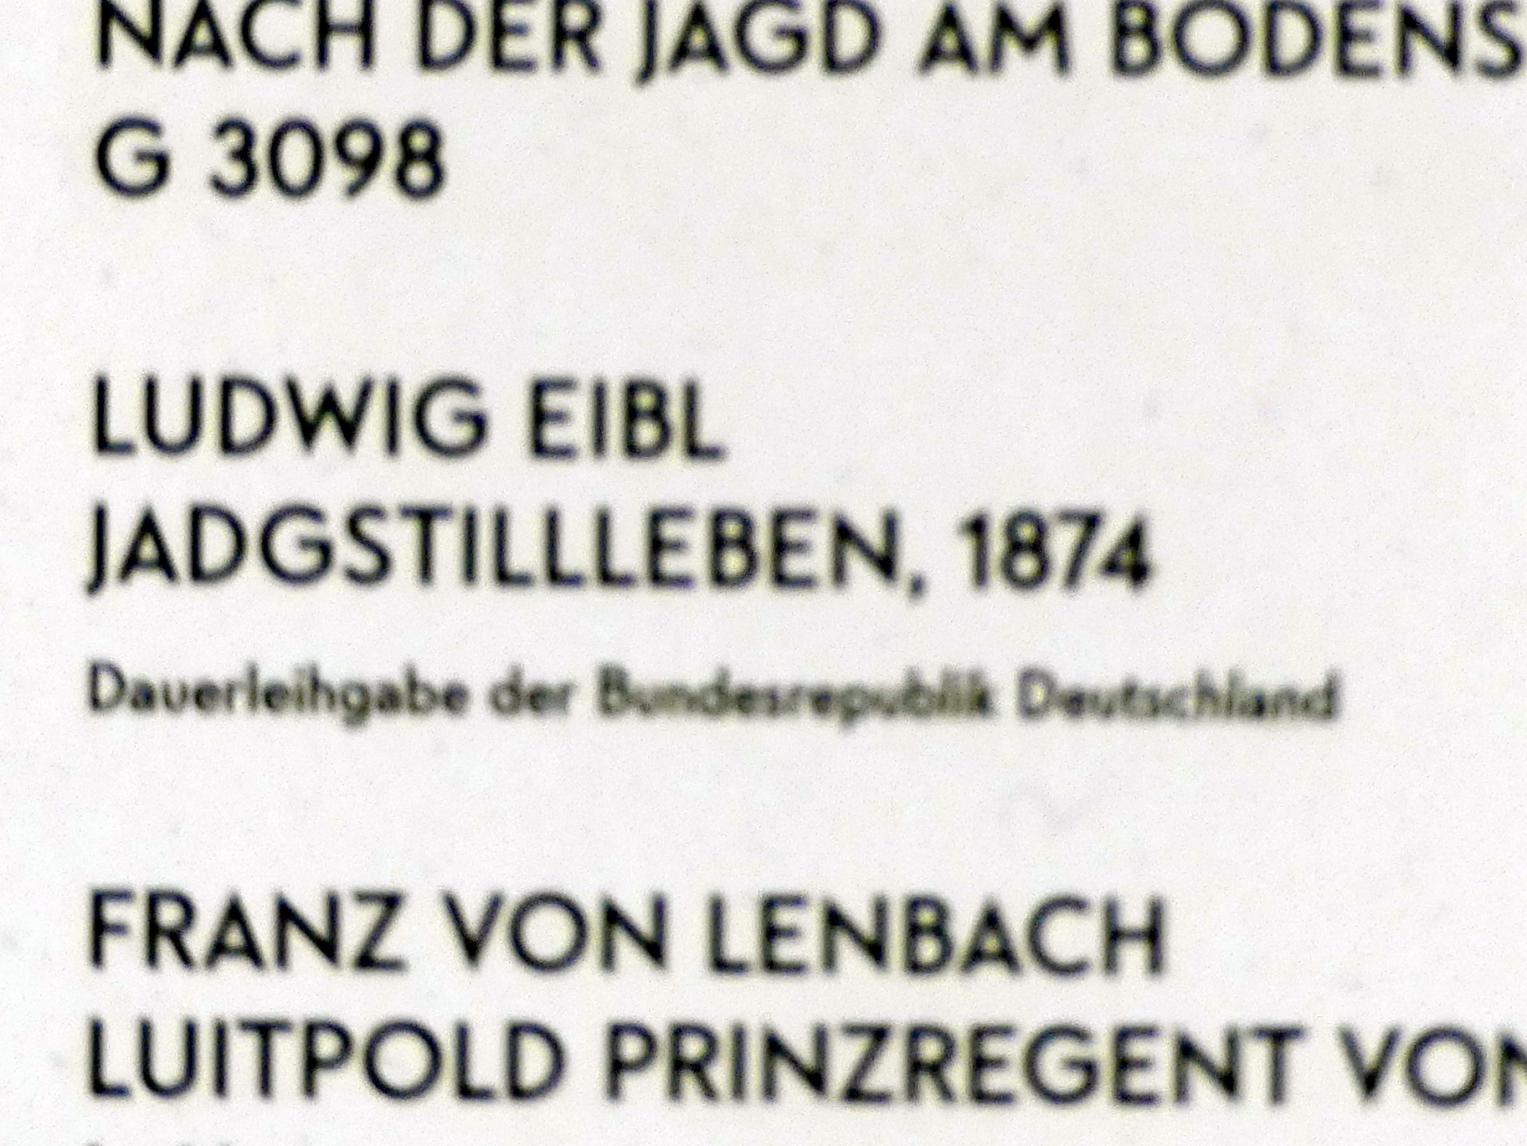 NACH DER JAGD AM BODENS
G 3098
LUDWIG EIBL
JADGSTILLLEBEN, 1874
Dauerleihgabe der Bundesrepublik Deutschland
FRANZ VON LENBACH
LUITPOLD PRINZREGENT VON